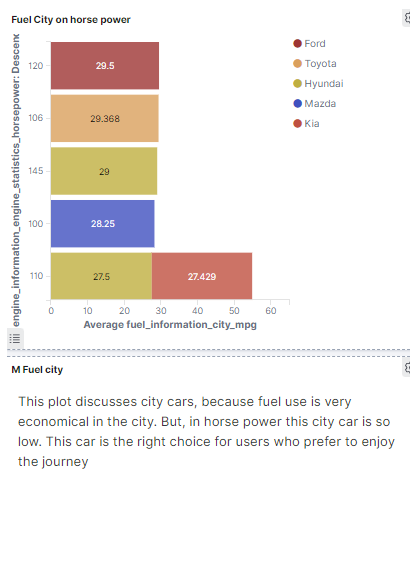 Fuel City on horse power
engine_information_engine_statistics_horsepower: Descen
120
29.5
106
29.368
145
29
100
28.25
110
27.5 27.429
0 10 20 30 40 50 60
Average fuel_information_city_mpg
Ford
Toyota
Hyundai
Mazda
Kia
M Fuel city
This plot discusses city cars, because fuel use is very
economical in the city. But, in horse power this city car is so
low. This car is the right choice for users who prefer to enjoy
the journey